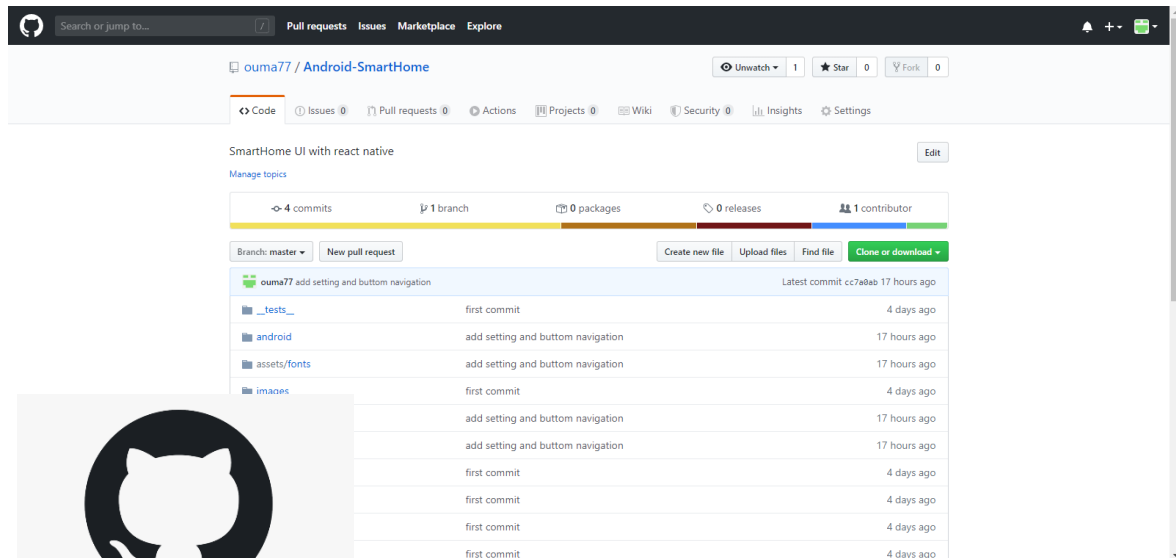 Search or jump to... / Pull requests Issues Marketplace Explore
ouma77 / Android-SmartHome Unwatch 1 Star 0 Fork 0
Code Issues 0 Pull requests 0 Actions Projects 0 Wiki Security 0 Insights Settings
SmartHome UI with react native Edit
Manage topics
4 commits 1 branch 0 packages 0 releases 1 contributor
Branch: master New pull request Create new file Upload files Find file Clone or download
ouma77 add setting and buttom navigation Latest commit cc7a0ab 17 hours ago
__tests__ first commit 4 days ago
android add setting and buttom navigation 17 hours ago
assets/fonts add setting and buttom navigation 17 hours ago
images first commit 4 days ago
add setting and buttom navigation 17 hours ago
add setting and buttom navigation 17 hours ago
first commit 4 days ago
first commit 4 days ago
first commit 4 days ago
first commit 4 days ago